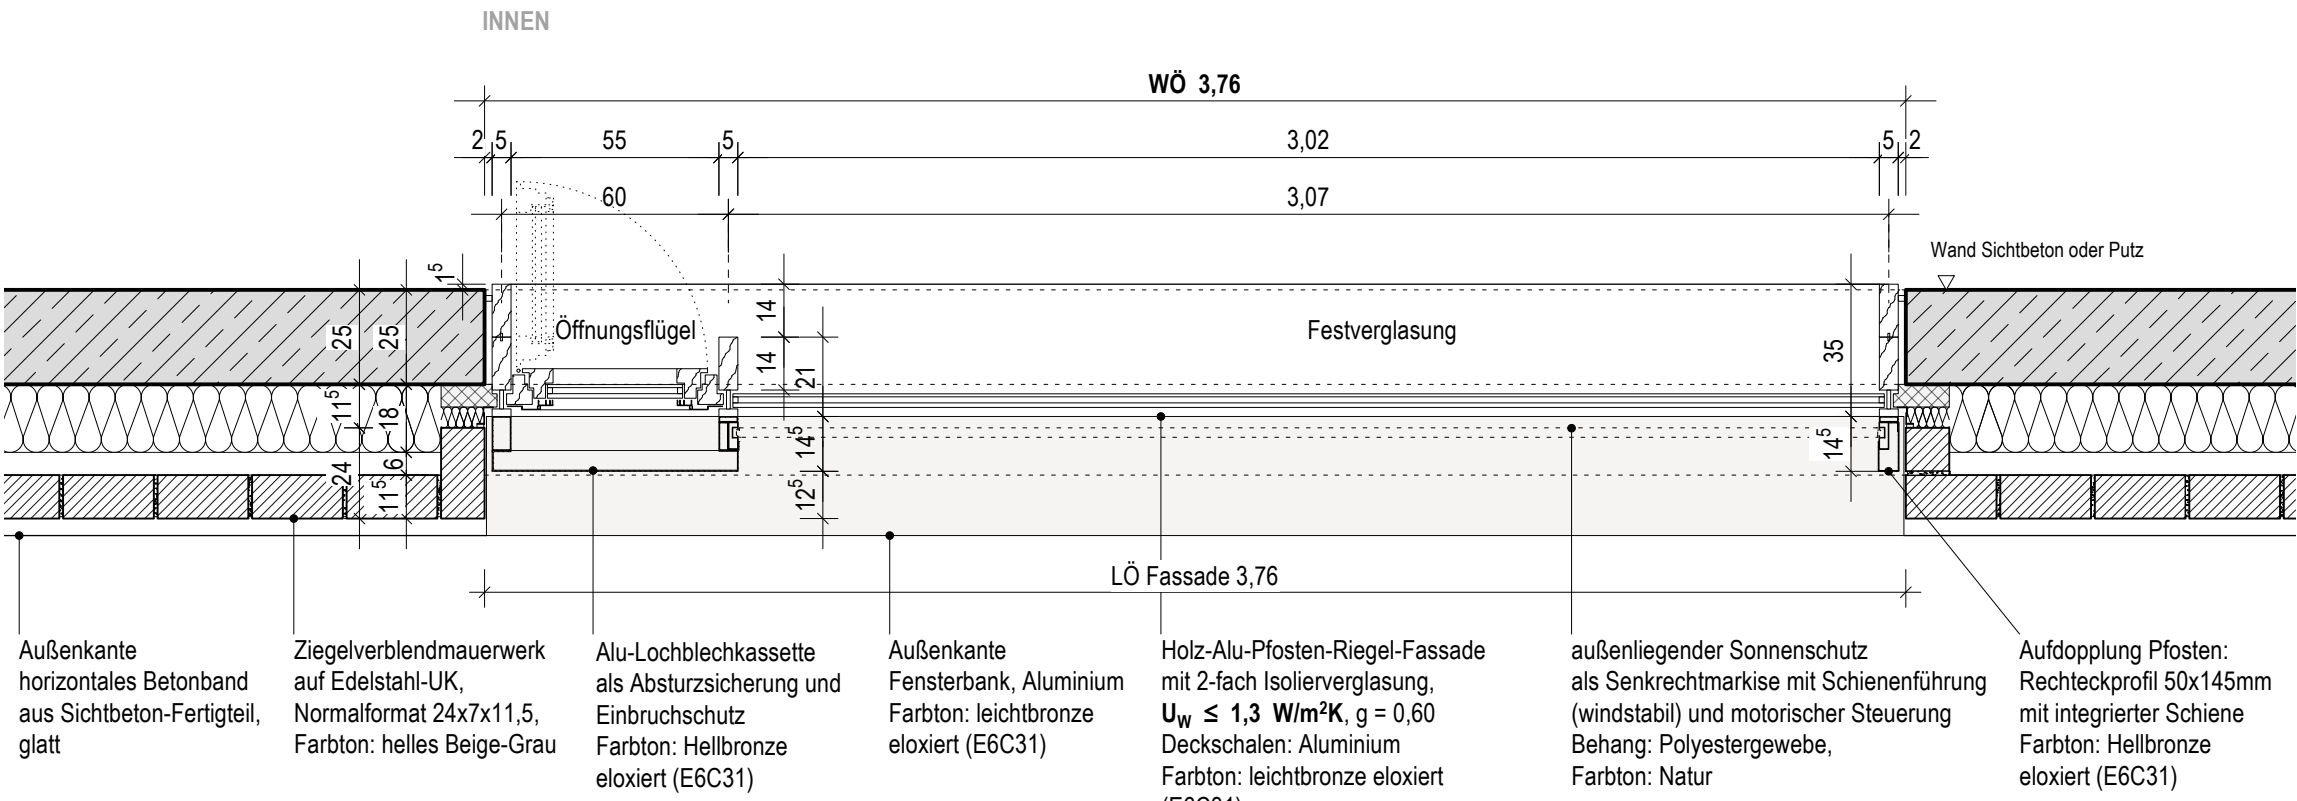 INNEN
WÖ 3,76
2 5 55 5 3,02 5 2
60 3,07
Wand Sichtbeton oder Putz
1⁵
25 25 14 14 35
Öffnungsflügel Festverglasung
11⁵ 18 21
24 6 14⁵ 14⁵
11⁵ 12⁵
LÖ Fassade 3,76
Außenkante
horizontales Betonband
aus Sichtbeton-Fertigteil,
glatt
Ziegelverblendmauerwerk
auf Edelstahl-UK,
Normalformat 24x7x11,5,
Farbton: helles Beige-Grau
Alu-Lochblechkassette
als Absturzsicherung und
Einbruchschutz
Farbton: Hellbronze
eloxiert (E6C31)
Außenkante
Fensterbank, Aluminium
Farbton: leichtbronze
eloxiert (E6C31)
Holz-Alu-Pfosten-Riegel-Fassade
mit 2-fach Isolierverglasung,
U_W ≤ 1,3 W/m²K, g = 0,60
Deckschalen: Aluminium
Farbton: leichtbronze eloxiert
außenliegender Sonnenschutz
als Senkrechtmarkise mit Schienenführung
(windstabil) und motorischer Steuerung
Behang: Polyestergewebe,
Farbton: Natur
Aufdopplung Pfosten:
Rechteckprofil 50x145mm
mit integrierter Schiene
Farbton: Hellbronze
eloxiert (E6C31)